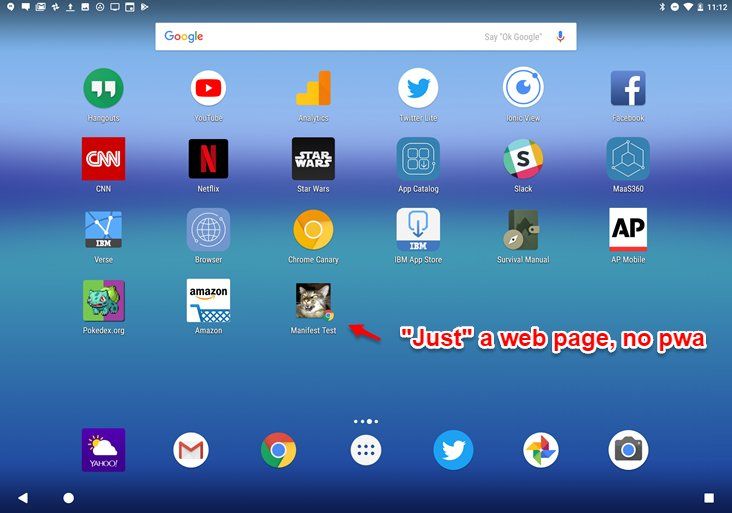 11:12
Google Say "Ok Google"
Hangouts YouTube Analytics Twitter Lite Ionic View Facebook
CNN N STAR WARS S
CNN Netflix Star Wars App Catalog Slack MaaS360
IBM IBM AP
Verse Browser Chrome Canary IBM App Store Survival Manual AP Mobile
amazon
Pokedex.org Amazon Manifest Test
"Just" a web page, no pwa
YAHOO!